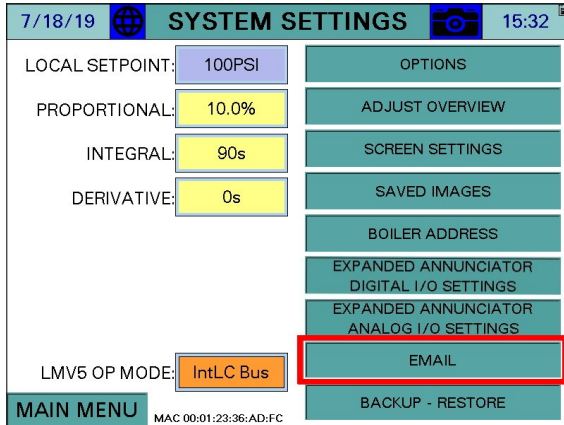 7/18/19 SYSTEM SETTINGS 15:32
LOCAL SETPOINT: 100PSI
PROPORTIONAL: 10.0%
INTEGRAL: 90s
DERIVATIVE: 0s
LMV5 OP MODE: IntLC Bus
MAIN MENU MAC 00:01:23:36:AD:FC
OPTIONS
ADJUST OVERVIEW
SCREEN SETTINGS
SAVED IMAGES
BOILER ADDRESS
EXPANDED ANNUNCIATOR
DIGITAL I/O SETTINGS
EXPANDED ANNUNCIATOR
ANALOG I/O SETTINGS
EMAIL
BACKUP - RESTORE